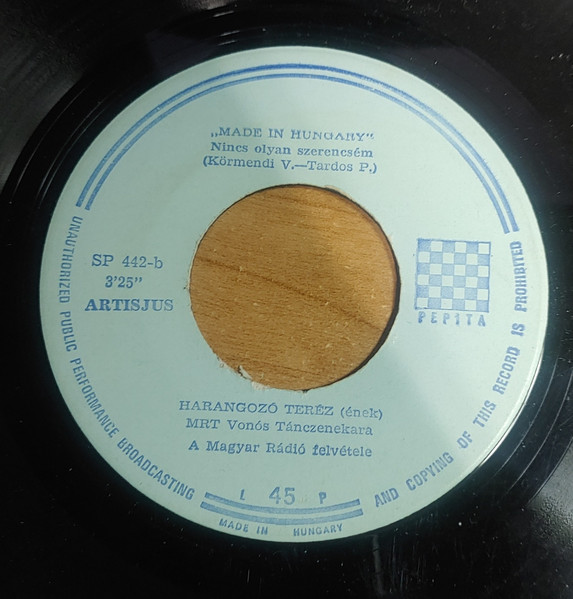 „MADE IN HUNGARY“
Nincs olyan szerencsém
(Körmendi V.—Tardos P.)
SP 442-b
3’25”
ARTISJUS
PEPITA
HARANGOZÓ TERÉZ (ének)
MRT Vonós Tánczenekara
A Magyar Rádió felvétele
L 45 P
MADE IN HUNGARY
UNAUTHORIZED PUBLIC PERFORMANCE BROADCASTING AND COPYING OF THIS RECORD IS PROHIBITED